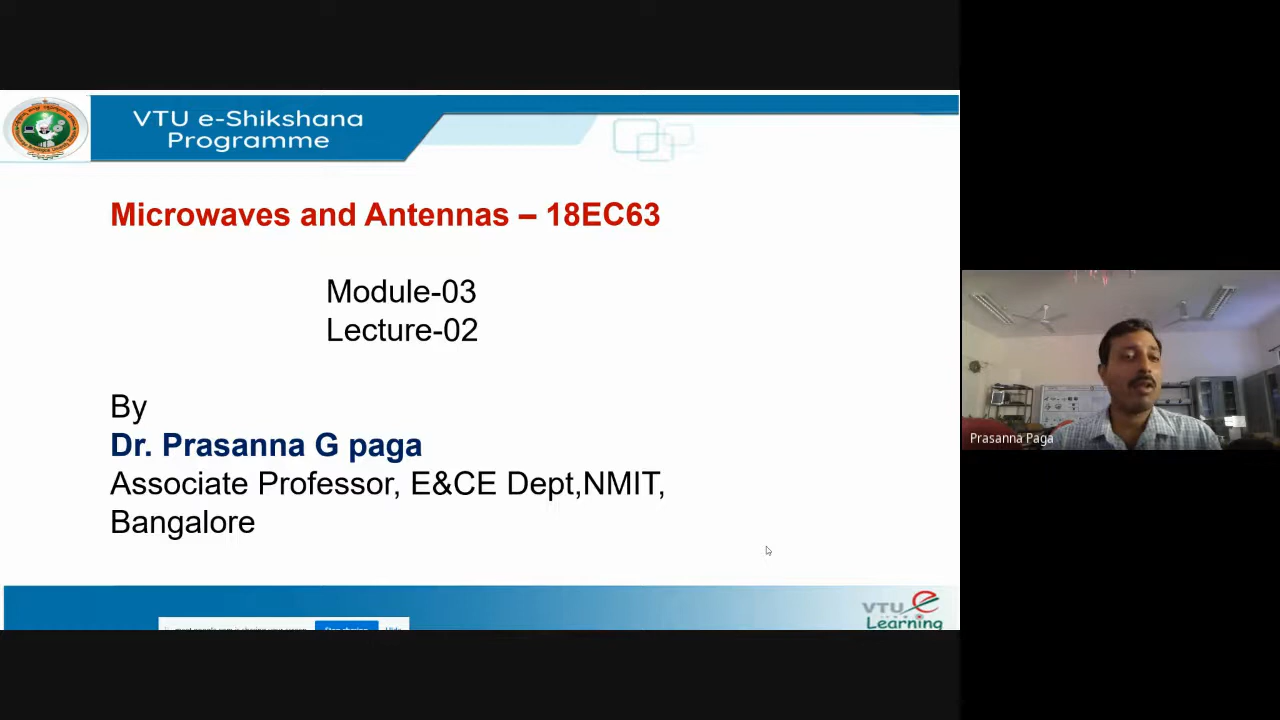 VTU e-Shikshana
Programme
Microwaves and Antennas – 18EC63
Module-03
Lecture-02
By
Dr. Prasanna G paga
Associate Professor, E&CE Dept,NMIT,
Bangalore
Prasanna Paga
VTU e
Learning